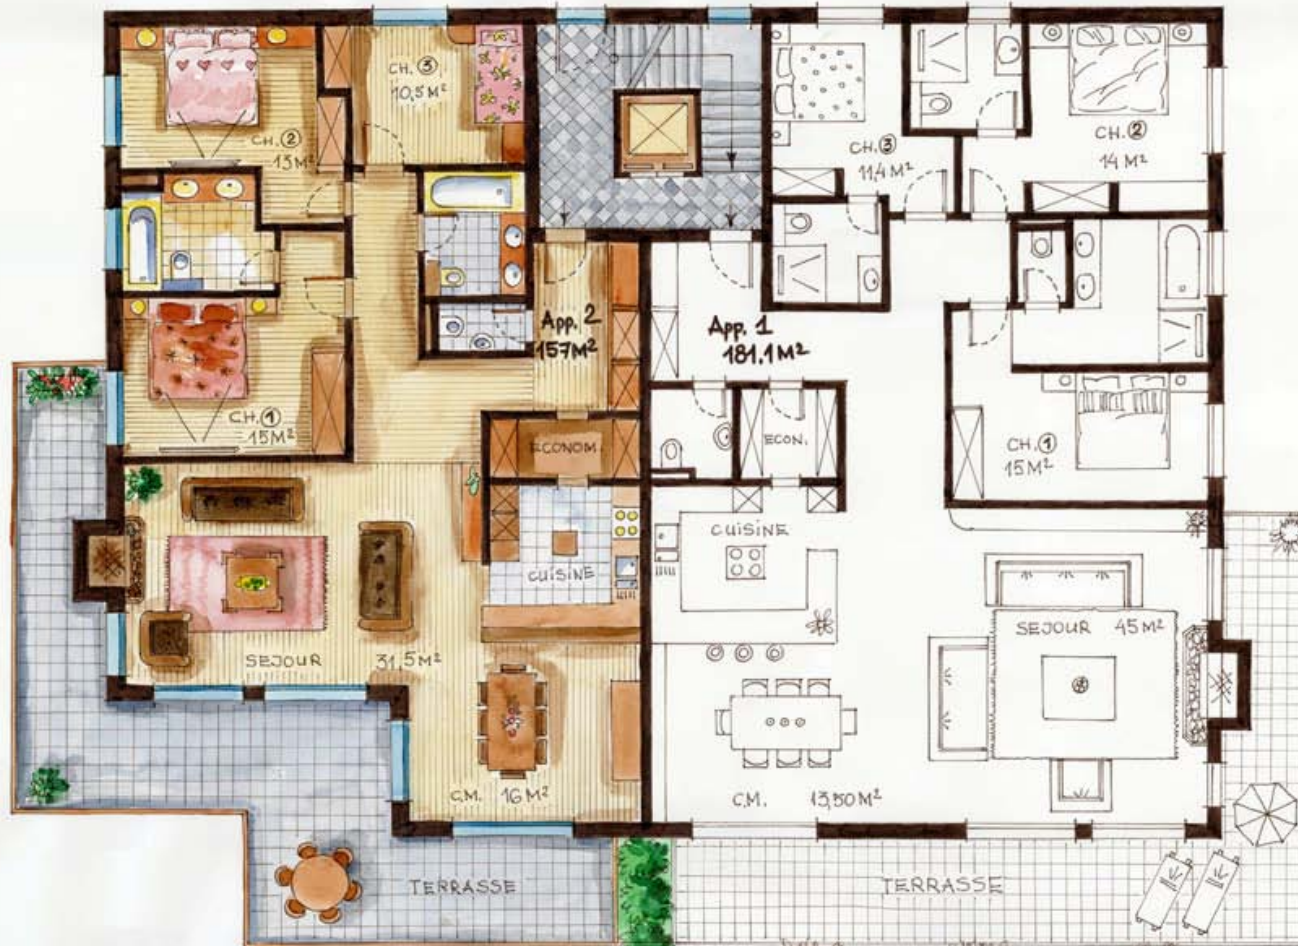 CH. ③
10,5 M²
CH. ②
13 M²
CH. ③
11,4 M²
CH. ②
14 M²
App. 2
157 M²
App. 1
181.1 M²
CH. ①
15 M²
ECONOM.
ECON.
CH. ①
15 M²
CUISINE
CUISINE
SEJOUR 31,5 M²
SEJOUR 45 M²
C.M. 16 M²
C.M. 13,50 M²
TERRASSE
TERRASSE